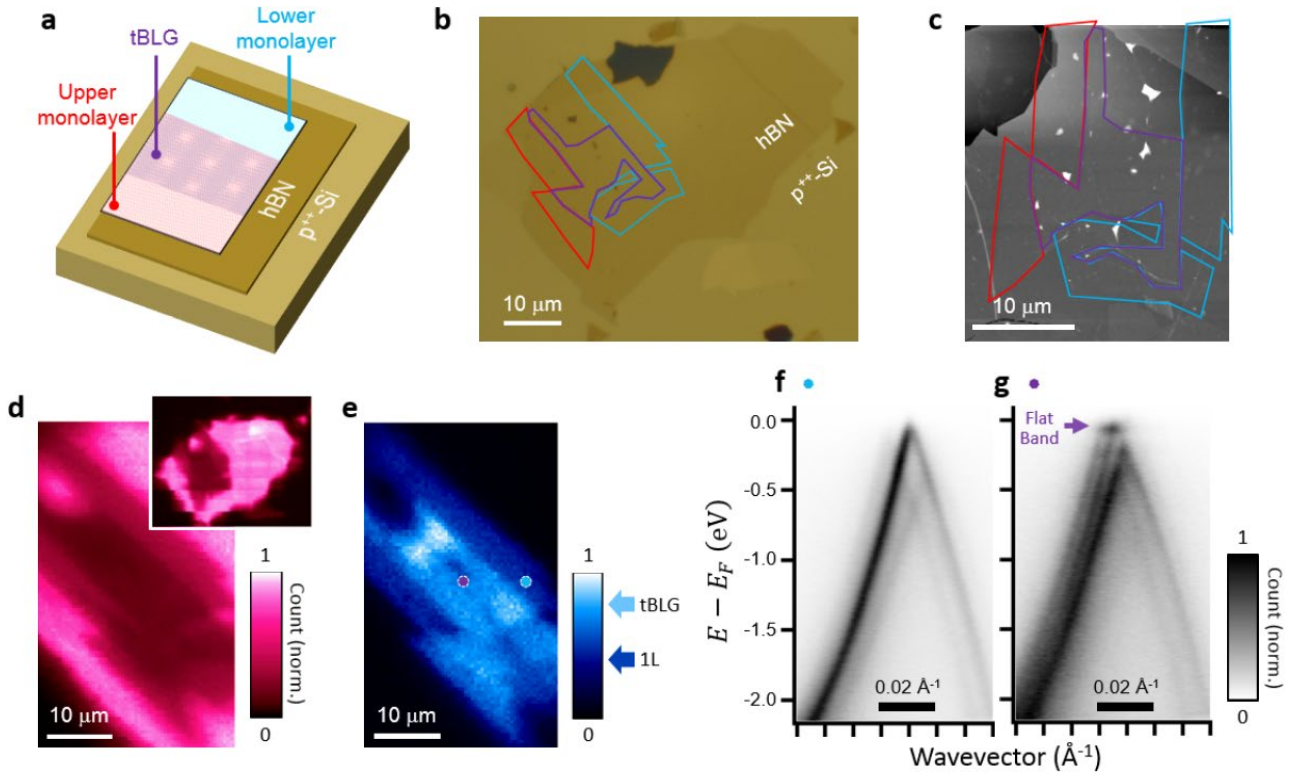 a
Lower
monolayer
tBLG
Upper
monolayer
hBN
p++-Si
b
hBN
p++-Si
10 μm
c
10 μm
d
1
Count (norm.)
0
10 μm
e
1
tBLG
1L
0
10 μm
f
0.0
-0.5
-1.0
-1.5
-2.0
E − E_F (eV)
0.02 Å-1
g
Flat
Band
0.02 Å-1
1
Count (norm.)
0
Wavevector (Å-1)